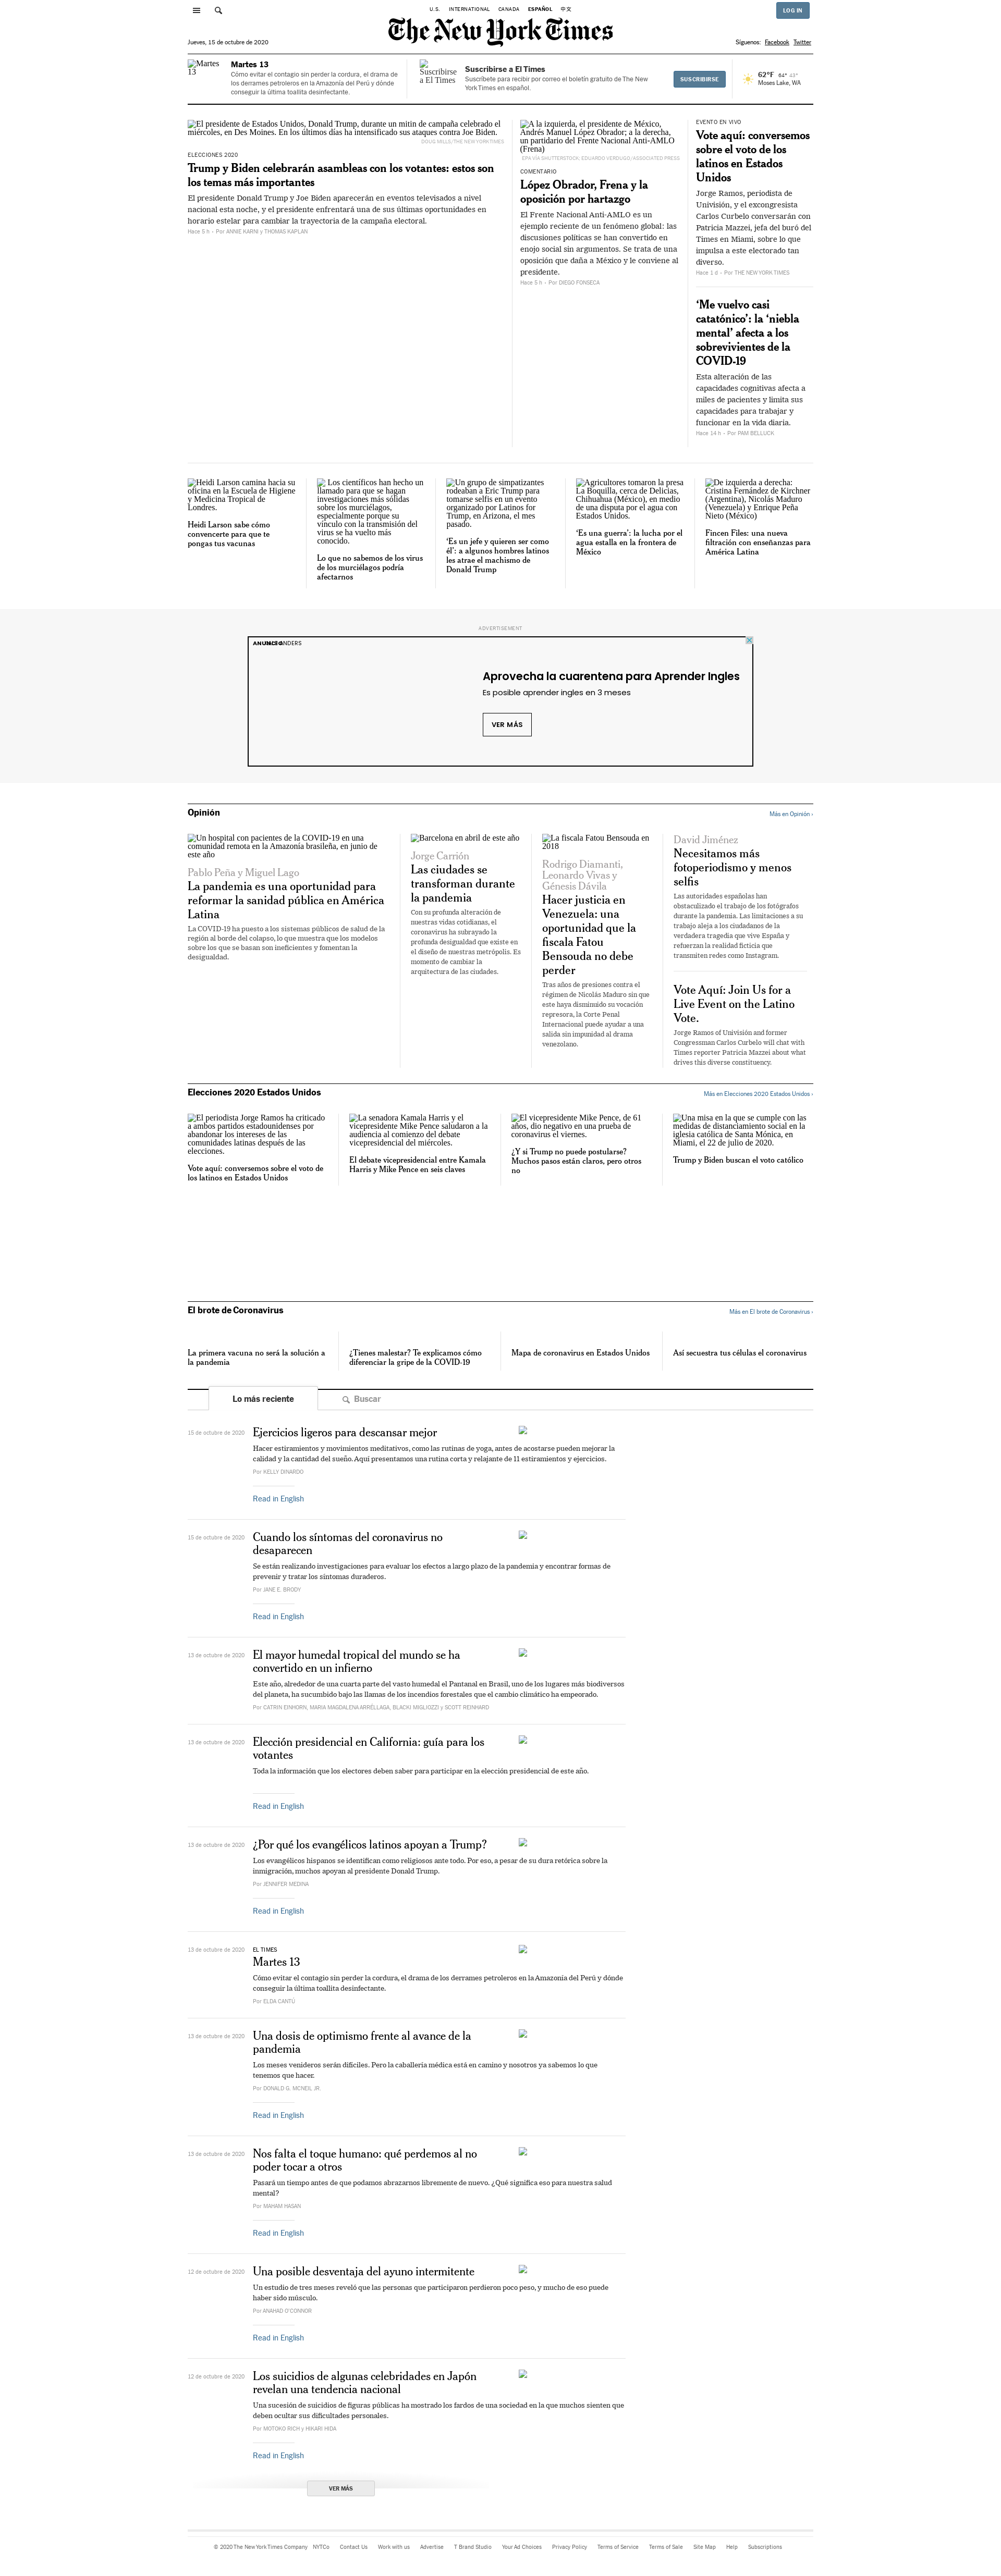 U.S. INTERNATIONAL CANADA ESPAÑOL 中文
LOG IN
The New York Times
Jueves, 15 de octubre de 2020
Síguenos: Facebook Twitter
Martes 13
Martes 13
Cómo evitar el contagio sin perder la cordura, el drama de
los derrames petroleros en la Amazonía del Perú y dónde
conseguir la última toallita desinfectante.
Suscribirse
a El Times
Suscribirse a El Times
Suscríbete para recibir por correo el boletín gratuito de The New
York Times en español.
SUSCRIBIRSE
62°F 64° 43°
Moses Lake, WA
El presidente de Estados Unidos, Donald Trump, durante un mitin de campaña celebrado el
miércoles, en Des Moines. En los últimos días ha intensificado sus ataques contra Joe Biden.
DOUG MILLS/THE NEW YORK TIMES
ELECCIONES 2020
Trump y Biden celebrarán asambleas con los votantes: estos son
los temas más importantes
El presidente Donald Trump y Joe Biden aparecerán en eventos televisados a nivel
nacional esta noche, y el presidente enfrentará una de sus últimas oportunidades en
horario estelar para cambiar la trayectoria de la campaña electoral.
Hace 5 h - Por ANNIE KARNI y THOMAS KAPLAN
A la izquierda, el presidente de México,
Andrés Manuel López Obrador; a la derecha,
un partidario del Frente Nacional Anti-AMLO
(Frena)
EPA VÍA SHUTTERSTOCK; EDUARDO VERDUGO/ASSOCIATED PRESS
COMENTARIO
López Obrador, Frena y la
oposición por hartazgo
El Frente Nacional Anti-AMLO es un
ejemplo reciente de un fenómeno global: las
discusiones políticas se han convertido en
enojo social sin argumentos. Se trata de una
oposición que daña a México y le conviene al
presidente.
Hace 5 h - Por DIEGO FONSECA
EVENTO EN VIVO
Vote aquí: conversemos
sobre el voto de los
latinos en Estados
Unidos
Jorge Ramos, periodista de
Univisión, y el excongresista
Carlos Curbelo conversarán con
Patricia Mazzei, jefa del buró del
Times en Miami, sobre lo que
impulsa a este electorado tan
diverso.
Hace 1 d - Por THE NEW YORK TIMES
‘Me vuelvo casi
catatónico’: la ‘niebla
mental’ afecta a los
sobrevivientes de la
COVID-19
Esta alteración de las
capacidades cognitivas afecta a
miles de pacientes y limita sus
capacidades para trabajar y
funcionar en la vida diaria.
Hace 14 h - Por PAM BELLUCK
Heidi Larson camina hacia su
oficina en la Escuela de Higiene
y Medicina Tropical de
Londres.
Heidi Larson sabe cómo
convencerte para que te
pongas tus vacunas
Los científicos han hecho un
llamado para que se hagan
investigaciones más sólidas
sobre los murciélagos,
especialmente porque su
vínculo con la transmisión del
virus se ha vuelto más
conocido.
Lo que no sabemos de los virus
de los murciélagos podría
afectarnos
Un grupo de simpatizantes
rodeaban a Eric Trump para
tomarse selfis en un evento
organizado por Latinos for
Trump, en Arizona, el mes
pasado.
‘Es un jefe y quieren ser como
él’: a algunos hombres latinos
les atrae el machismo de
Donald Trump
Agricultores tomaron la presa
La Boquilla, cerca de Delicias,
Chihuahua (México), en medio
de una disputa por el agua con
Estados Unidos.
‘Es una guerra’: la lucha por el
agua estalla en la frontera de
México
De izquierda a derecha:
Cristina Fernández de Kirchner
(Argentina), Nicolás Maduro
(Venezuela) y Enrique Peña
Nieto (México)
Fincen Files: una nueva
filtración con enseñanzas para
América Latina
ADVERTISEMENT
Aprovecha la cuarentena para Aprender Ingles
Es posible aprender ingles en 3 meses
VER MÁS
Opinión
Más en Opinión ›
Un hospital con pacientes de la COVID-19 en una
comunidad remota en la Amazonía brasileña, en junio de
este año
Pablo Peña y Miguel Lago
La pandemia es una oportunidad para
reformar la sanidad pública en América
Latina
La COVID-19 ha puesto a los sistemas públicos de salud de la
región al borde del colapso, lo que muestra que los modelos
sobre los que se basan son ineficientes y fomentan la
desigualdad.
Barcelona en abril de este año
Jorge Carrión
Las ciudades se
transforman durante
la pandemia
Con su profunda alteración de
nuestras vidas cotidianas, el
coronavirus ha subrayado la
profunda desigualdad que existe en
el diseño de nuestras metrópolis. Es
momento de cambiar la
arquitectura de las ciudades.
La fiscala Fatou Bensouda en
2018
Rodrigo Diamanti,
Leonardo Vivas y
Génesis Dávila
Hacer justicia en
Venezuela: una
oportunidad que la
fiscala Fatou
Bensouda no debe
perder
Tras años de presiones contra el
régimen de Nicolás Maduro sin que
este haya disminuido su vocación
represora, la Corte Penal
Internacional puede ayudar a una
salida sin impunidad al drama
venezolano.
David Jiménez
Necesitamos más
fotoperiodismo y menos
selfis
Las autoridades españolas han
obstaculizado el trabajo de los fotógrafos
durante la pandemia. Las limitaciones a su
trabajo aleja a los ciudadanos de la
verdadera tragedia que vive España y
refuerzan la realidad ficticia que
transmiten redes como Instagram.
Vote Aquí: Join Us for a
Live Event on the Latino
Vote.
Jorge Ramos of Univisión and former
Congressman Carlos Curbelo will chat with
Times reporter Patricia Mazzei about what
drives this diverse constituency.
Elecciones 2020 Estados Unidos
Más en Elecciones 2020 Estados Unidos ›
El periodista Jorge Ramos ha criticado
a ambos partidos estadounidenses por
abandonar los intereses de las
comunidades latinas después de las
elecciones.
Vote aquí: conversemos sobre el voto de
los latinos en Estados Unidos
La senadora Kamala Harris y el
vicepresidente Mike Pence saludaron a la
audiencia al comienzo del debate
vicepresidencial del miércoles.
El debate vicepresidencial entre Kamala
Harris y Mike Pence en seis claves
El vicepresidente Mike Pence, de 61
años, dio negativo en una prueba de
coronavirus el viernes.
¿Y si Trump no puede postularse?
Muchos pasos están claros, pero otros
no
Una misa en la que se cumple con las
medidas de distanciamiento social en la
iglesia católica de Santa Mónica, en
Miami, el 22 de julio de 2020.
Trump y Biden buscan el voto católico
El brote de Coronavirus
Más en El brote de Coronavirus ›
La primera vacuna no será la solución a
la pandemia
¿Tienes malestar? Te explicamos cómo
diferenciar la gripe de la COVID-19
Mapa de coronavirus en Estados Unidos
Así secuestra tus células el coronavirus
Lo más reciente
Buscar
15 de octubre de 2020
Ejercicios ligeros para descansar mejor
Hacer estiramientos y movimientos meditativos, como las rutinas de yoga, antes de acostarse pueden mejorar la
calidad y la cantidad del sueño. Aquí presentamos una rutina corta y relajante de 11 estiramientos y ejercicios.
Por KELLY DINARDO
Read in English
15 de octubre de 2020
Cuando los síntomas del coronavirus no
desaparecen
Se están realizando investigaciones para evaluar los efectos a largo plazo de la pandemia y encontrar formas de
prevenir y tratar los síntomas duraderos.
Por JANE E. BRODY
Read in English
13 de octubre de 2020
El mayor humedal tropical del mundo se ha
convertido en un infierno
Este año, alrededor de una cuarta parte del vasto humedal el Pantanal en Brasil, uno de los lugares más biodiversos
del planeta, ha sucumbido bajo las llamas de los incendios forestales que el cambio climático ha empeorado.
Por CATRIN EINHORN, MARIA MAGDALENA ARRÉLLAGA, BLACKI MIGLIOZZI y SCOTT REINHARD
13 de octubre de 2020
Elección presidencial en California: guía para los
votantes
Toda la información que los electores deben saber para participar en la elección presidencial de este año.
Read in English
13 de octubre de 2020
¿Por qué los evangélicos latinos apoyan a Trump?
Los evangélicos hispanos se identifican como religiosos ante todo. Por eso, a pesar de su dura retórica sobre la
inmigración, muchos apoyan al presidente Donald Trump.
Por JENNIFER MEDINA
Read in English
13 de octubre de 2020
EL TIMES
Martes 13
Cómo evitar el contagio sin perder la cordura, el drama de los derrames petroleros en la Amazonía del Perú y dónde
conseguir la última toallita desinfectante.
Por ELDA CANTÚ
13 de octubre de 2020
Una dosis de optimismo frente al avance de la
pandemia
Los meses venideros serán difíciles. Pero la caballería médica está en camino y nosotros ya sabemos lo que
tenemos que hacer.
Por DONALD G. MCNEIL JR.
Read in English
13 de octubre de 2020
Nos falta el toque humano: qué perdemos al no
poder tocar a otros
Pasará un tiempo antes de que podamos abrazarnos libremente de nuevo. ¿Qué significa eso para nuestra salud
mental?
Por MAHAM HASAN
Read in English
12 de octubre de 2020
Una posible desventaja del ayuno intermitente
Un estudio de tres meses reveló que las personas que participaron perdieron poco peso, y mucho de eso puede
haber sido músculo.
Por ANAHAD O'CONNOR
Read in English
12 de octubre de 2020
Los suicidios de algunas celebridades en Japón
revelan una tendencia nacional
Una sucesión de suicidios de figuras públicas ha mostrado los fardos de una sociedad en la que muchos sienten que
deben ocultar sus dificultades personales.
Por MOTOKO RICH y HIKARI HIDA
Read in English
VER MÁS
© 2020 The New York Times Company NYTCo Contact Us Work with us Advertise T Brand Studio Your Ad Choices Privacy Policy Terms of Service Terms of Sale Site Map Help Subscriptions